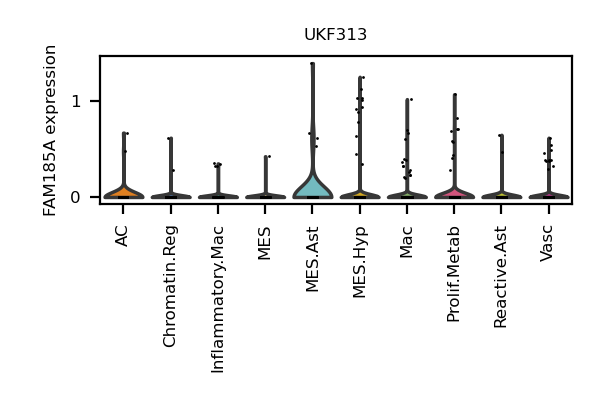 UKF313
FAM185A expression
1
0
AC
Chromatin.Reg
Inflammatory.Mac
MES
MES.Ast
MES.Hyp
Mac
Prolif.Metab
Reactive.Ast
Vasc